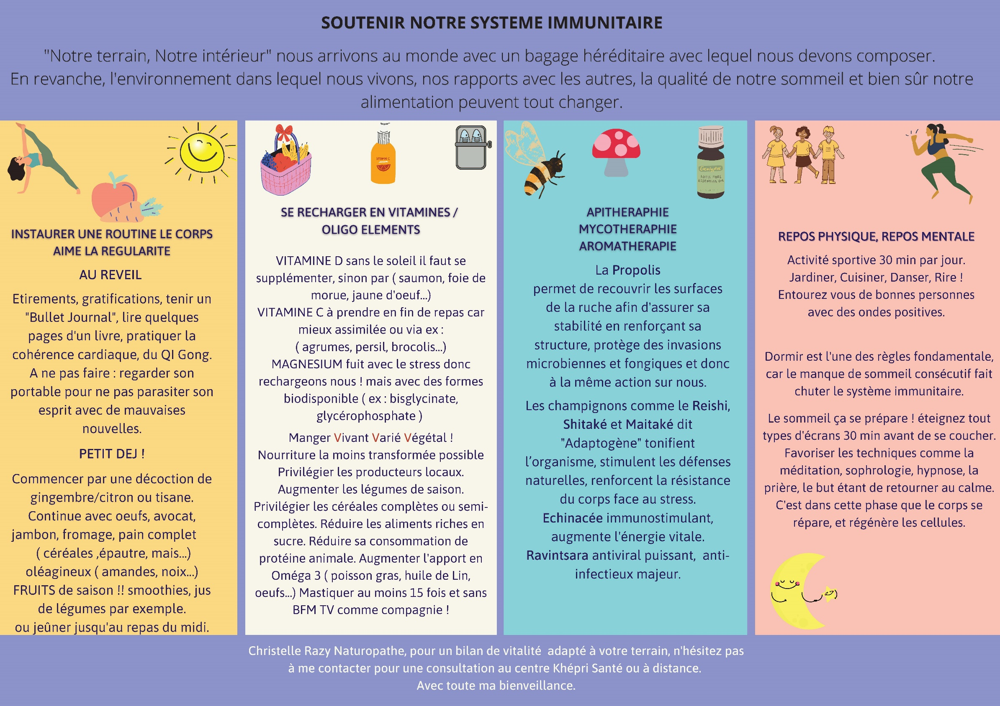 SOUTENIR NOTRE SYSTEME IMMUNITAIRE
"Notre terrain, Notre intérieur" nous arrivons au monde avec un bagage héréditaire avec lequel nous devons composer.
En revanche, l'environnement dans lequel nous vivons, nos rapports avec les autres, la qualité de notre sommeil et bien sûr notre
alimentation peuvent tout changer.
INSTAURER UNE ROUTINE LE CORPS
AIME LA REGULARITE
AU REVEIL
Etirements, gratifications, tenir un
"Bullet Journal", lire quelques
pages d'un livre, pratiquer la
cohérence cardiaque, du QI Gong.
A ne pas faire : regarder son
portable pour ne pas parasiter son
esprit avec de mauvaises
nouvelles.
PETIT DEJ !
Commencer par une décoction de
gingembre/citron ou tisane.
Continue avec oeufs, avocat,
jambon, fromage, pain complet
( céréales ,épautre, mais...)
oléagineux ( amandes, noix...)
FRUITS de saison !! smoothies, jus
de légumes par exemple.
ou jeûner jusqu'au repas du midi.
VITAMIN C
SE RECHARGER EN VITAMINES /
OLIGO ELEMENTS
VITAMINE D sans le soleil il faut se
supplémenter, sinon par ( saumon, foie de
morue, jaune d'oeuf...)
VITAMINE C à prendre en fin de repas car
mieux assimilée ou via ex :
( agrumes, persil, brocolis...)
MAGNESIUM fuit avec le stress donc
rechargeons nous ! mais avec des formes
biodisponible ( ex : bisglycinate,
glycérophosphate )
Manger Vivant Varié Végétal !
Nourriture la moins transformée possible
Privilégier les producteurs locaux.
Augmenter les légumes de saison.
Privilégier les céréales complètes ou semi-
complètes. Réduire les aliments riches en
sucre. Réduire sa consommation de
protéine animale. Augmenter l'apport en
Oméga 3 ( poisson gras, huile de Lin,
oeufs...) Mastiquer au moins 15 fois et sans
BFM TV comme compagnie !
Eucalyptus
100% PURE
ESSENTIAL OIL
APITHERAPHIE
MYCOTHERAPHIE
AROMATHERAPIE
La Propolis
permet de recouvrir les surfaces
de la ruche afin d'assurer sa
stabilité en renforçant sa
structure, protège des invasions
microbiennes et fongiques et donc
à la même action sur nous.
Les champignons comme le Reishi,
Shitaké et Maitaké dit
"Adaptogène" tonifient
l’organisme, stimulent les défenses
naturelles, renforcent la résistance
du corps face au stress.
Echinacée immunostimulant,
augmente l'énergie vitale.
Ravintsara antiviral puissant, anti-
infectieux majeur.
REPOS PHYSIQUE, REPOS MENTALE
Activité sportive 30 min par jour.
Jardiner, Cuisiner, Danser, Rire !
Entourez vous de bonnes personnes
avec des ondes positives.
Dormir est l'une des règles fondamentale,
car le manque de sommeil consécutif fait
chuter le système immunitaire.
Le sommeil ça se prépare ! éteignez tout
types d'écrans 30 min avant de se coucher.
Favoriser les techniques comme la
méditation, sophrologie, hypnose, la
prière, le but étant de retourner au calme.
C'est dans cette phase que le corps se
répare, et régénère les cellules.
Christelle Razy Naturopathe, pour un bilan de vitalité adapté à votre terrain, n'hésitez pas
à me contacter pour une consultation au centre Khépri Santé ou à distance.
Avec toute ma bienveillance.